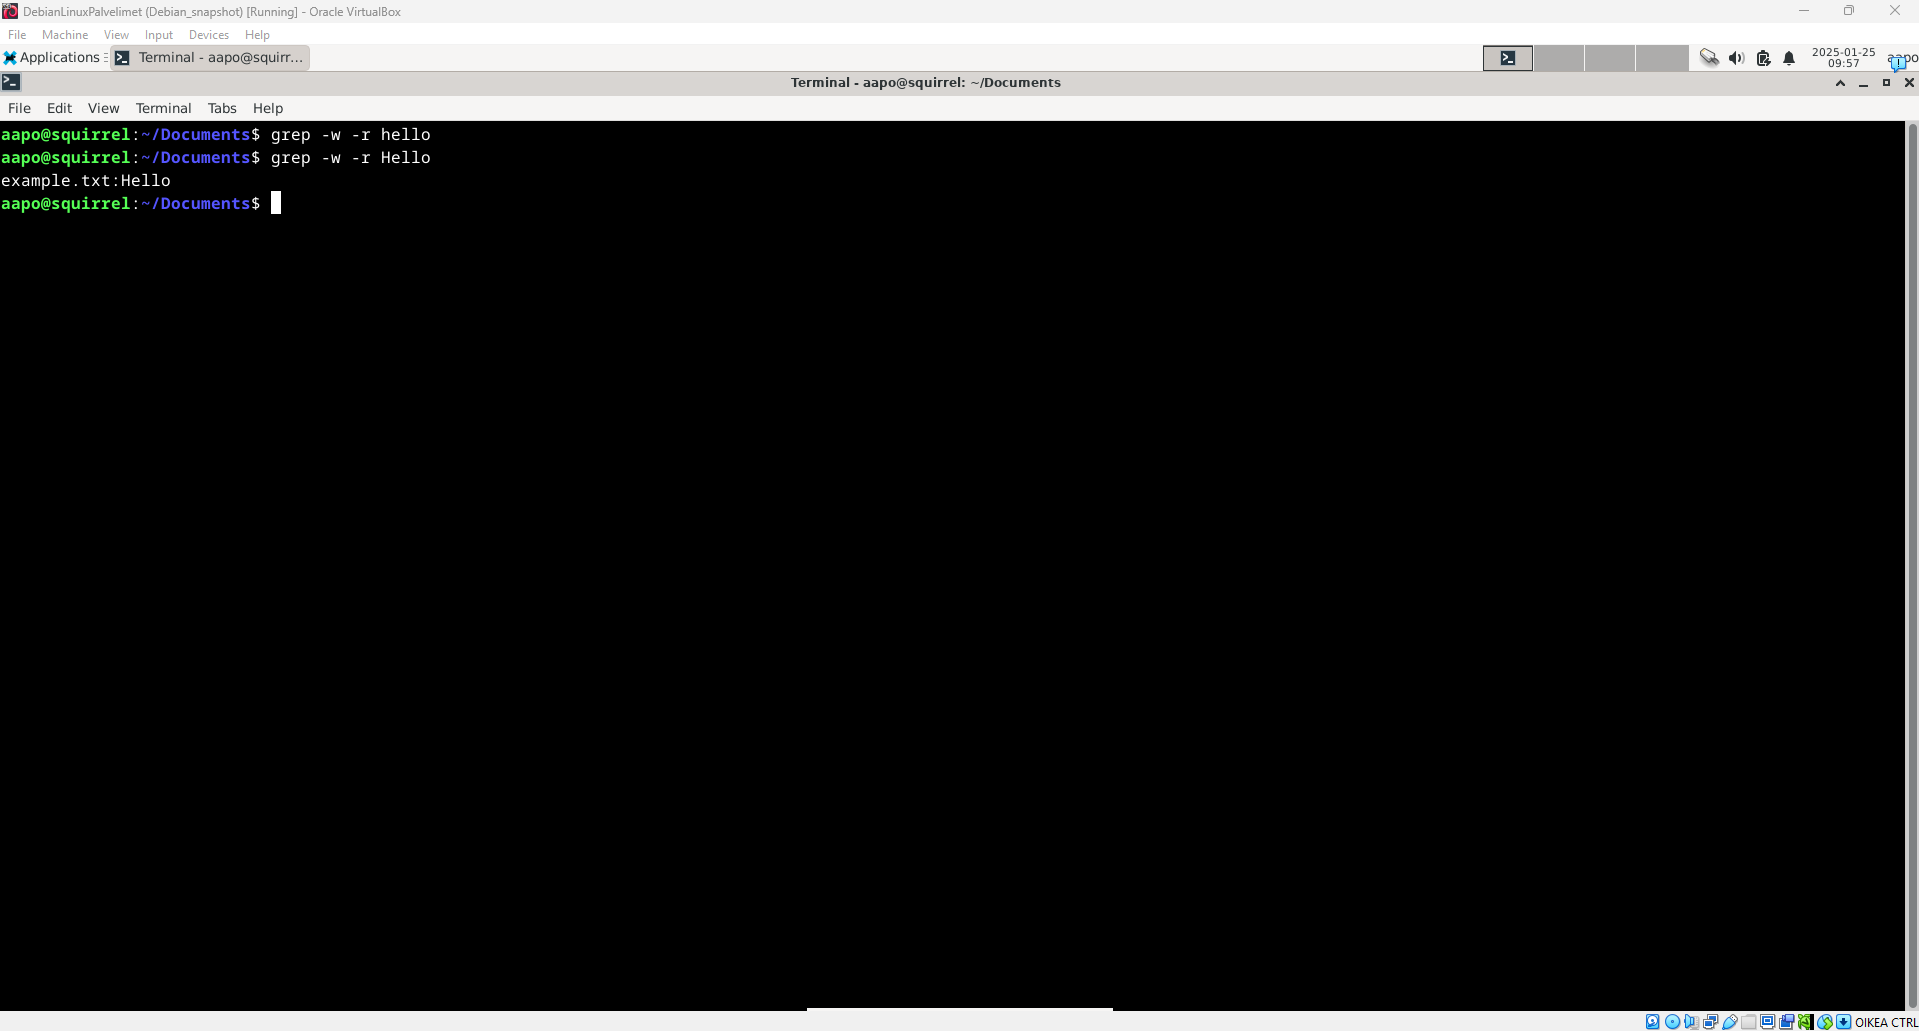 DebianLinuxPalvelimet (Debian_snapshot) [Running] - Oracle VirtualBox
File Machine View Input Devices Help
Applications Terminal - aapo@squirr... 2025-01-25
09:57
Terminal - aapo@squirrel: ~/Documents
File Edit View Terminal Tabs Help
aapo@squirrel:~/Documents$ grep -w -r hello
aapo@squirrel:~/Documents$ grep -w -r Hello
example.txt:Hello
aapo@squirrel:~/Documents$
OIKEA CTRL